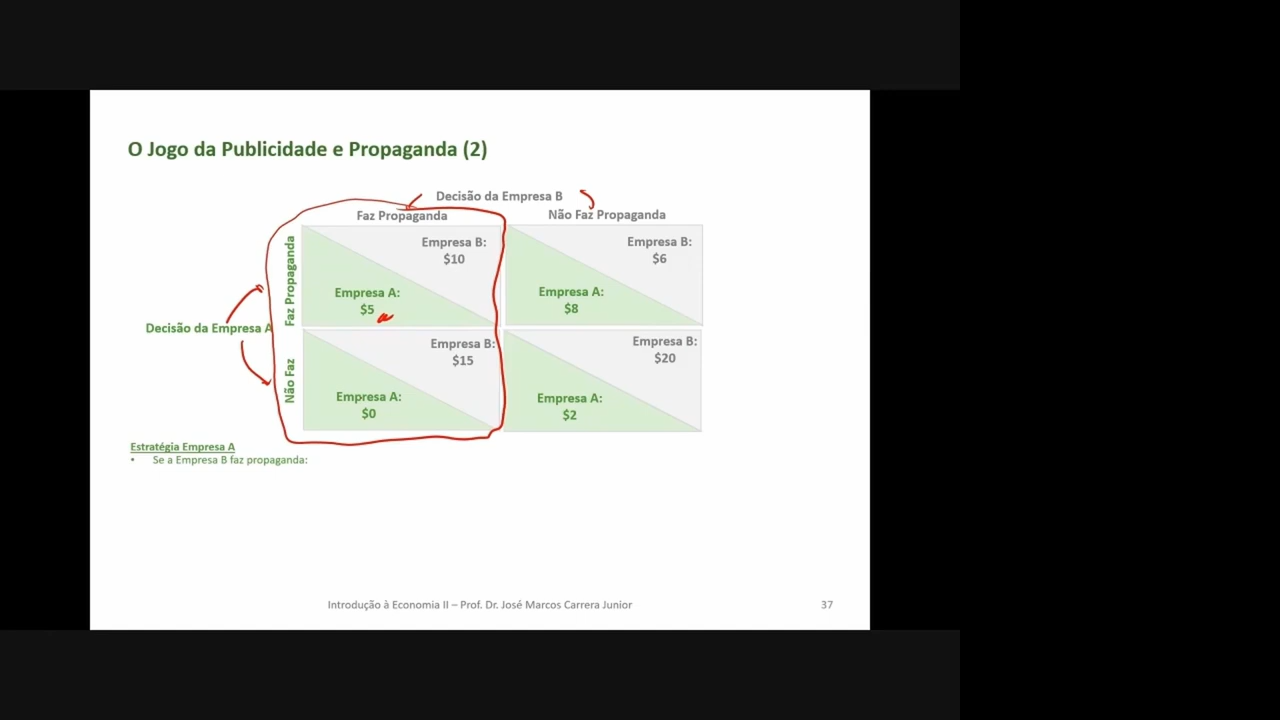 O Jogo da Publicidade e Propaganda (2)
Decisão da Empresa B
Faz Propaganda
Não Faz Propaganda
Faz Propaganda
Empresa B:
$10
Empresa A:
$5
Empresa B:
$6
Empresa A:
$8
Decisão da Empresa A
Não Faz
Empresa B:
$15
Empresa A:
$0
Empresa B:
$20
Empresa A:
$2
Estratégia Empresa A
• Se a Empresa B faz propaganda:
Introdução à Economia II – Prof. Dr. José Marcos Carrera Junior
37